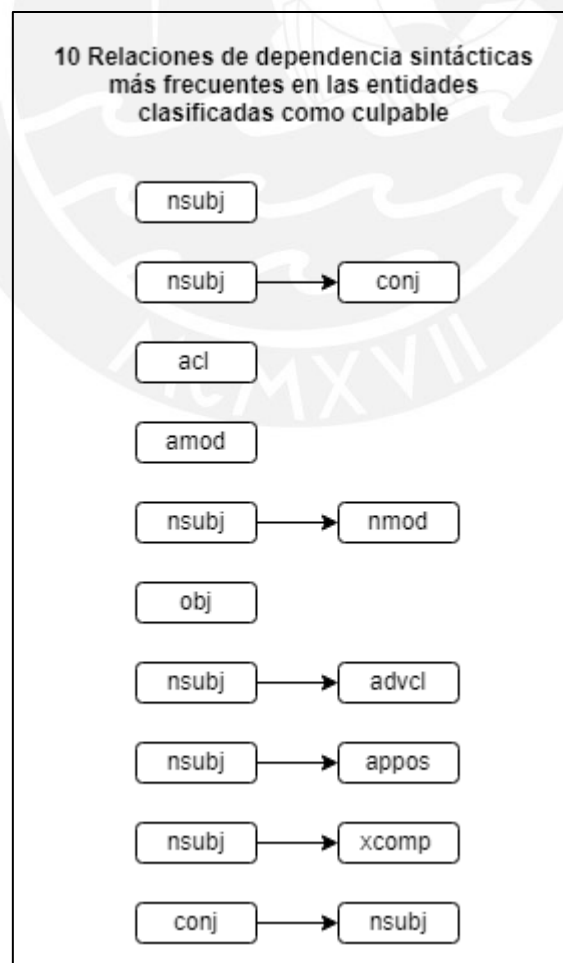 10 Relaciones de dependencia sintácticas
más frecuentes en las entidades
clasificadas como culpable
nsubj
nsubj conj
acl
amod
nsubj nmod
obj
nsubj advcl
nsubj appos
nsubj xcomp
conj nsubj
MCMXVII